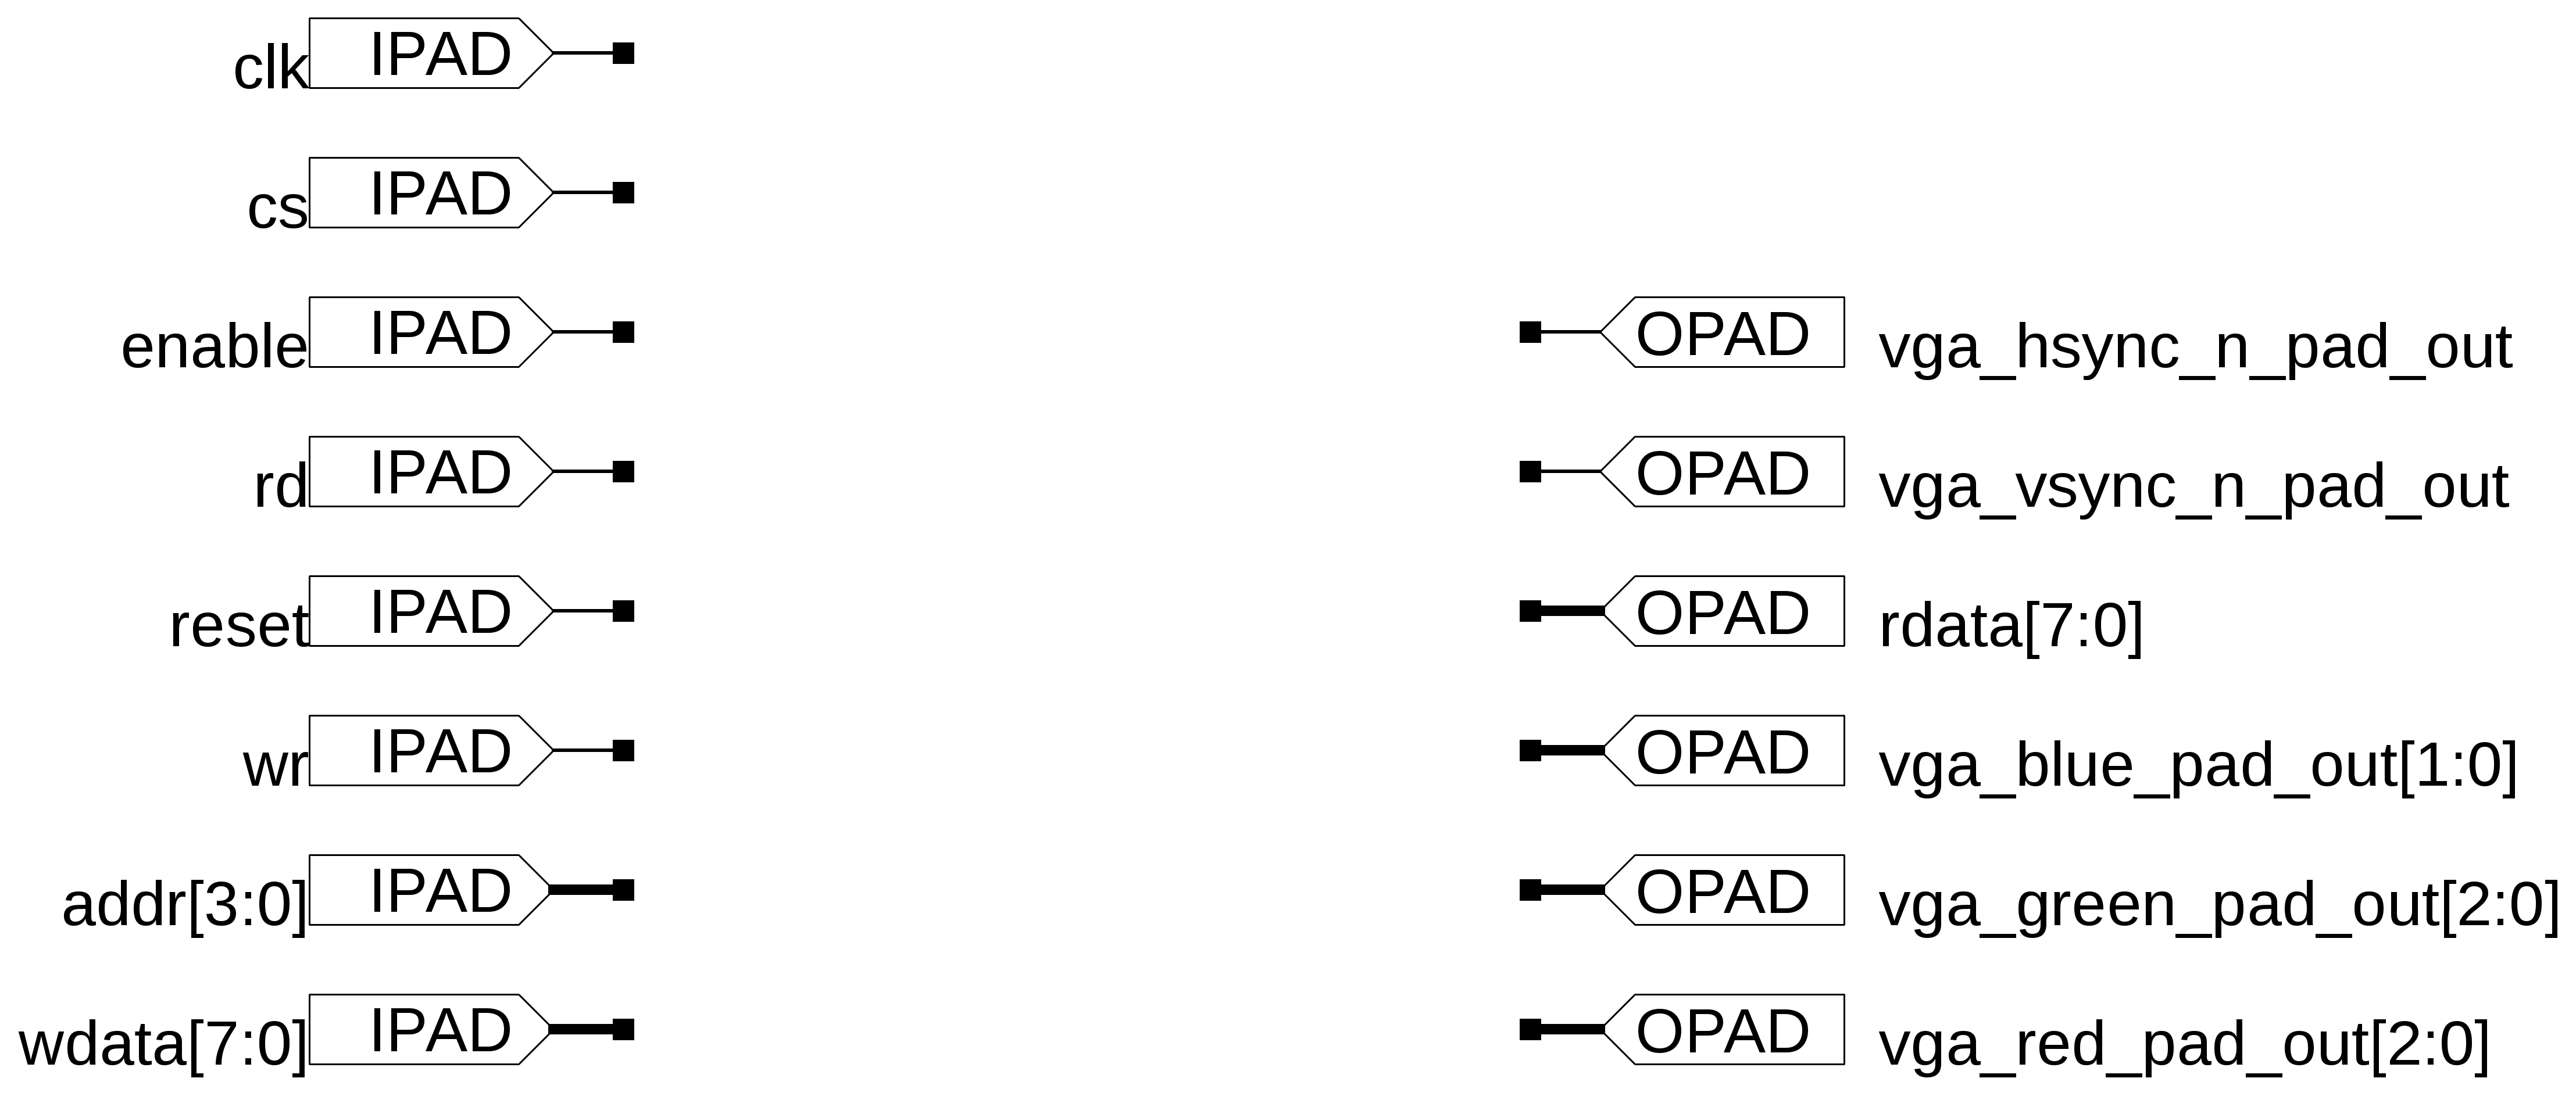 clk IPAD
cs IPAD
enable IPAD OPAD vga_hsync_n_pad_out
rd IPAD OPAD vga_vsync_n_pad_out
reset IPAD OPAD rdata[7:0]
wr IPAD OPAD vga_blue_pad_out[1:0]
addr[3:0] IPAD OPAD vga_green_pad_out[2:0]
wdata[7:0] IPAD OPAD vga_red_pad_out[2:0]